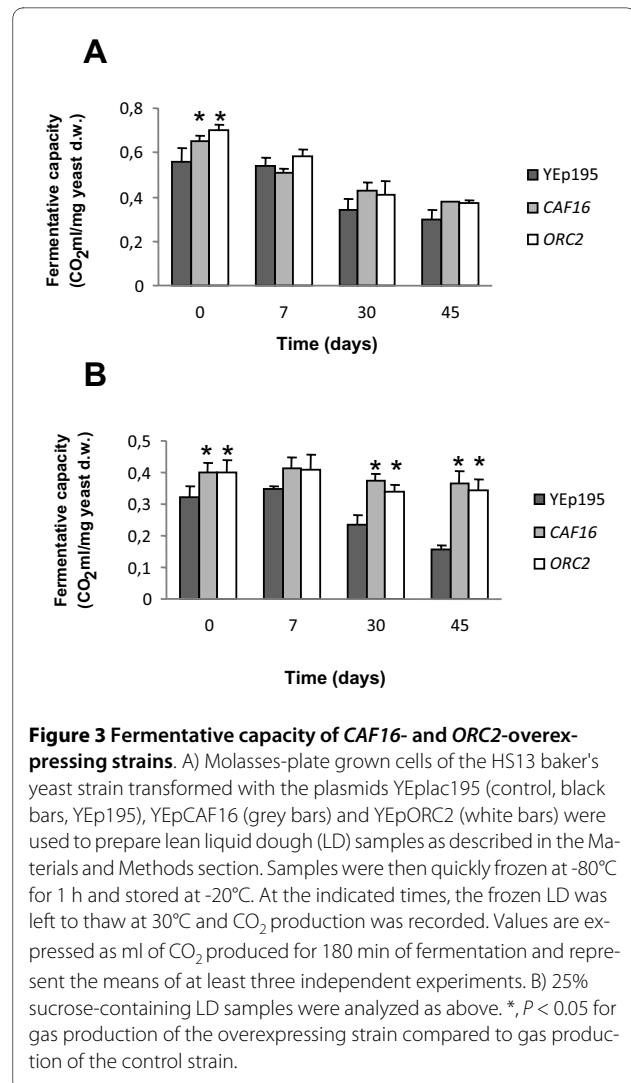 A
Fermentative capacity
(CO2ml/mg yeast d.w.)
0,8
0,6
0,4
0,2
0
* *
0 7 30 45
Time (days)
YEp195
CAF16
ORC2
B
Fermentative capacity
(CO2ml/mg yeast d.w.)
0,5
0,4
0,3
0,2
0,1
0
* * * * * *
0 7 30 45
Time (days)
YEp195
CAF16
ORC2
Figure 3 Fermentative capacity of CAF16- and ORC2-overex-
pressing strains. A) Molasses-plate grown cells of the HS13 baker's
yeast strain transformed with the plasmids YEplac195 (control, black
bars, YEp195), YEpCAF16 (grey bars) and YEpORC2 (white bars) were
used to prepare lean liquid dough (LD) samples as described in the Ma-
terials and Methods section. Samples were then quickly frozen at -80°C
for 1 h and stored at -20°C. At the indicated times, the frozen LD was
left to thaw at 30°C and CO2 production was recorded. Values are ex-
pressed as ml of CO2 produced for 180 min of fermentation and repre-
sent the means of at least three independent experiments. B) 25%
sucrose-containing LD samples were analyzed as above. *, P < 0.05 for
gas production of the overexpressing strain compared to gas produc-
tion of the control strain.